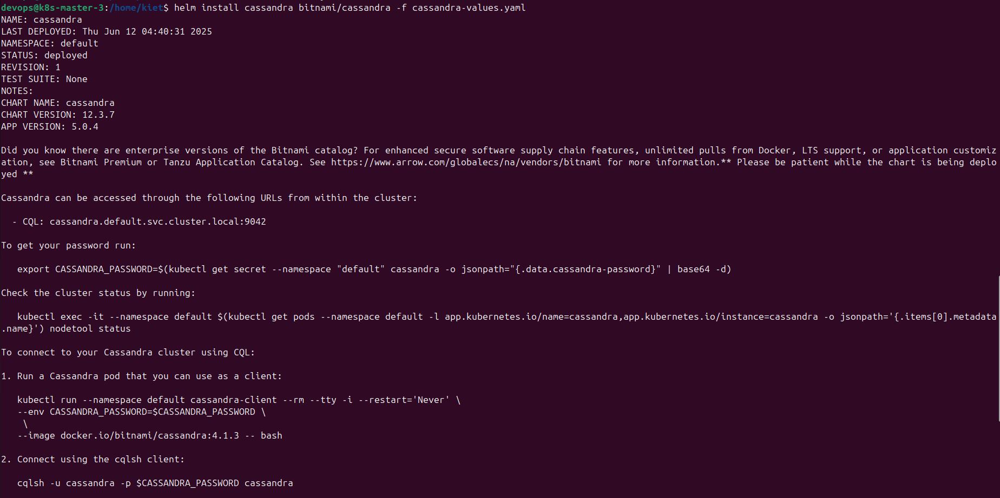 devops@k8s-master-3:/home/kiet$ helm install cassandra bitnami/cassandra -f cassandra-values.yaml
NAME: cassandra
LAST DEPLOYED: Thu Jun 12 04:40:31 2025
NAMESPACE: default
STATUS: deployed
REVISION: 1
TEST SUITE: None
NOTES:
CHART NAME: cassandra
CHART VERSION: 12.3.7
APP VERSION: 5.0.4

Did you know there are enterprise versions of the Bitnami catalog? For enhanced secure software supply chain features, unlimited pulls from Docker, LTS support, or application customiz
ation, see Bitnami Premium or Tanzu Application Catalog. See https://www.arrow.com/globalecs/na/vendors/bitnami for more information.** Please be patient while the chart is being deplo
yed **

Cassandra can be accessed through the following URLs from within the cluster:

  - CQL: cassandra.default.svc.cluster.local:9042

To get your password run:

   export CASSANDRA_PASSWORD=$(kubectl get secret --namespace "default" cassandra -o jsonpath="{.data.cassandra-password}" | base64 -d)

Check the cluster status by running:

   kubectl exec -it --namespace default $(kubectl get pods --namespace default -l app.kubernetes.io/name=cassandra,app.kubernetes.io/instance=cassandra -o jsonpath='{.items[0].metadata
.name}') nodetool status

To connect to your Cassandra cluster using CQL:

1. Run a Cassandra pod that you can use as a client:

   kubectl run --namespace default cassandra-client --rm --tty -i --restart='Never' \
   --env CASSANDRA_PASSWORD=$CASSANDRA_PASSWORD \
    \
   --image docker.io/bitnami/cassandra:4.1.3 -- bash

2. Connect using the cqlsh client:

   cqlsh -u cassandra -p $CASSANDRA_PASSWORD cassandra